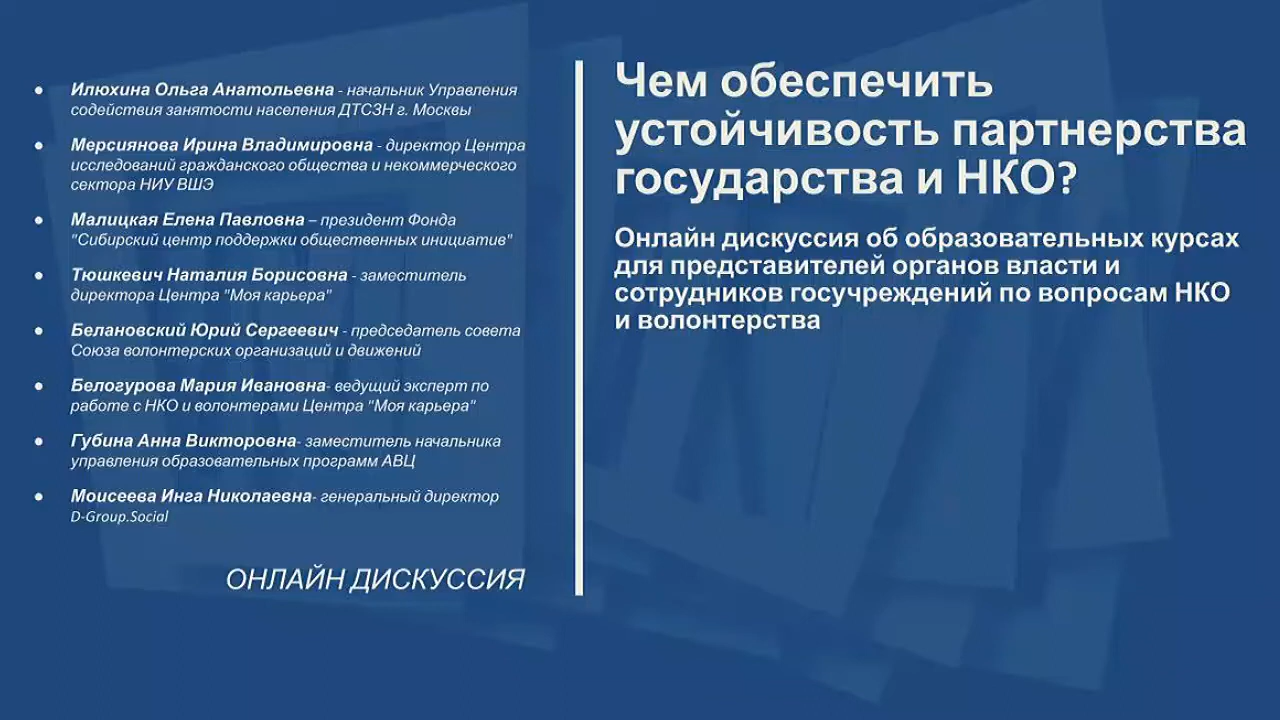 ● Илюхина Ольга Анатольевна - начальник Управления
содействия занятости населения ДТСЗН г. Москвы
● Мерсиянова Ирина Владимировна - директор Центра
исследований гражданского общества и некоммерческого
сектора НИУ ВШЭ
● Малицкая Елена Павловна – президент Фонда
"Сибирский центр поддержки общественных инициатив"
● Тюшкевич Наталия Борисовна - заместитель
директора Центра "Моя карьера"
● Белановский Юрий Сергеевич - председатель совета
Союза волонтерских организаций и движений
● Белогурова Мария Ивановна- ведущий эксперт по
работе с НКО и волонтерами Центра "Моя карьера"
● Губина Анна Викторовна- заместитель начальника
управления образовательных программ АВЦ
● Моисеева Инга Николаевна- генеральный директор
D-Group.Social
ОНЛАЙН ДИСКУССИЯ
Чем обеспечить
устойчивость партнерства
государства и НКО?
Онлайн дискуссия об образовательных курсах
для представителей органов власти и
сотрудников госучреждений по вопросам НКО
и волонтерства